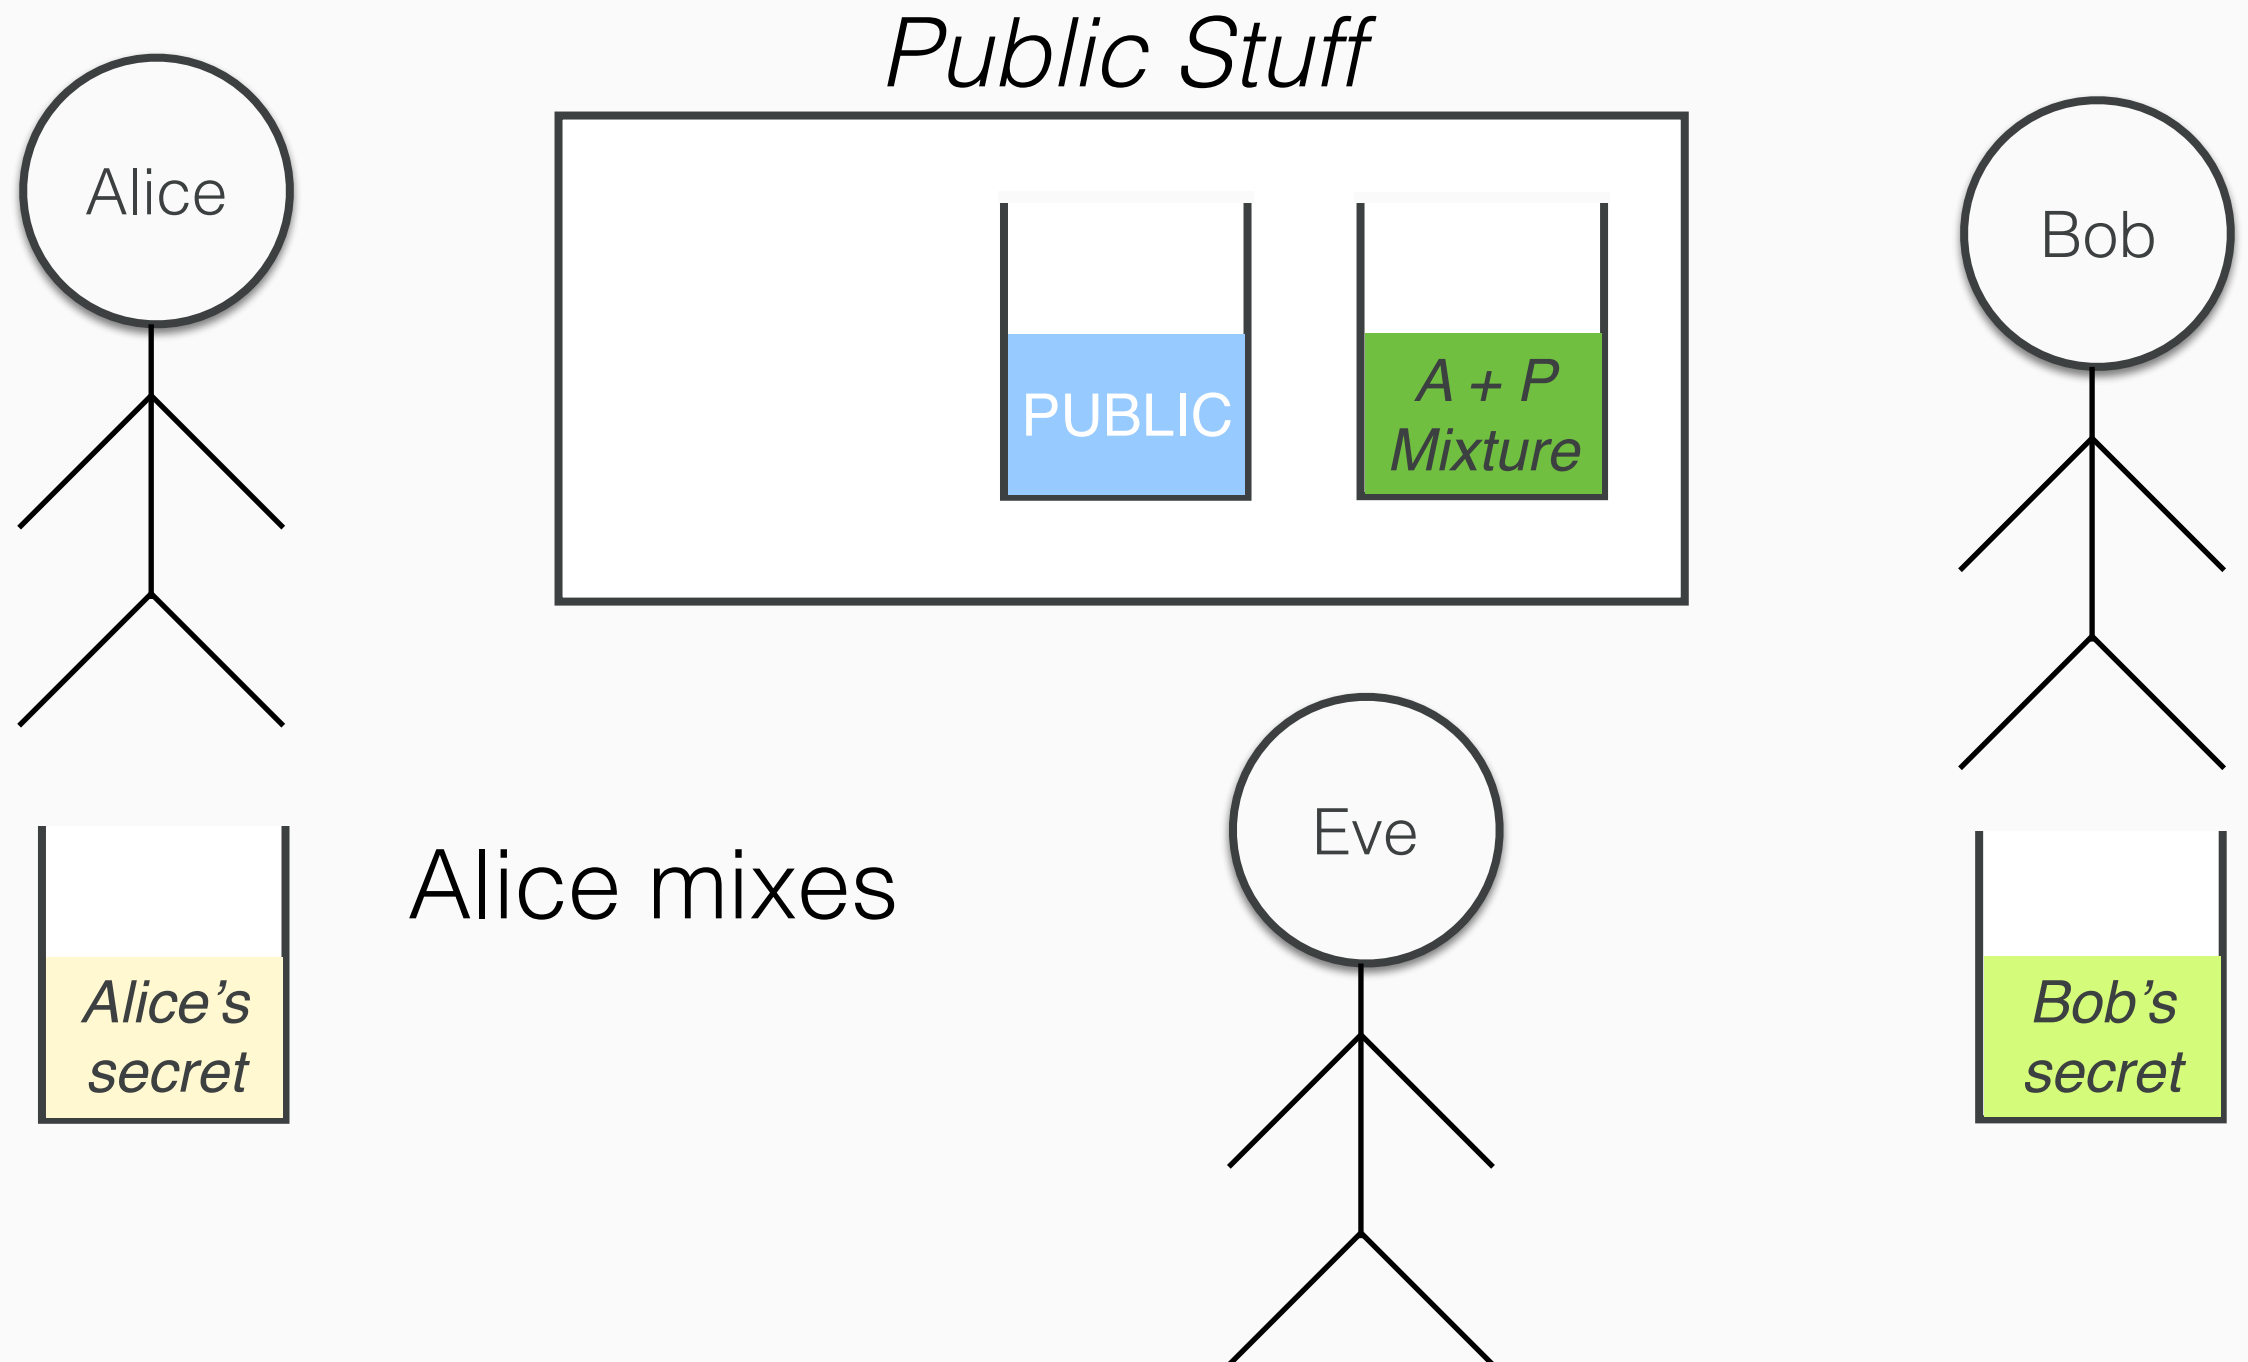 Public Stuff
Alice
Bob
PUBLIC
A + P
Mixture
Eve
Alice mixes
Alice’s
secret
Bob’s
secret